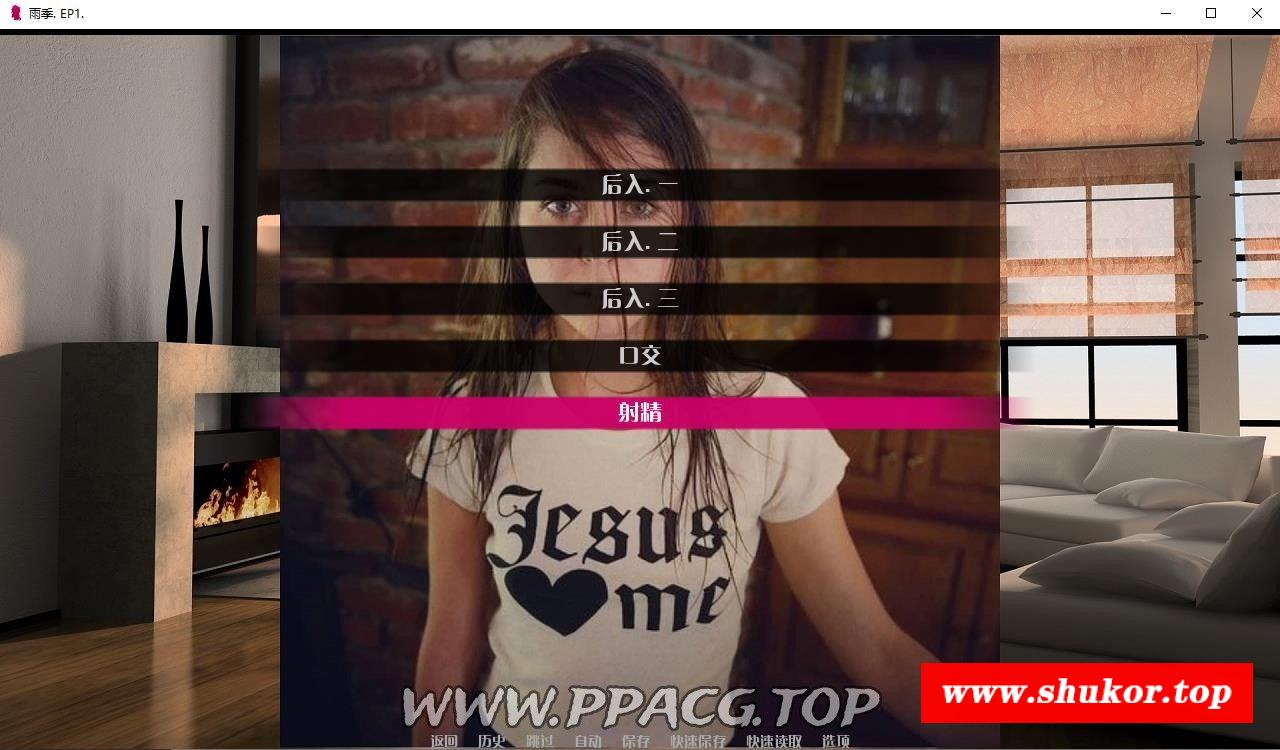 雨季. EP1.
后入. 一
后入. 二
后入. 三
口交
射精
Jesus
me
WWW.PPACG.TOP
www.shukor.top
返回 历史 跳过 自动 保存 快速保存 快速读取 选项